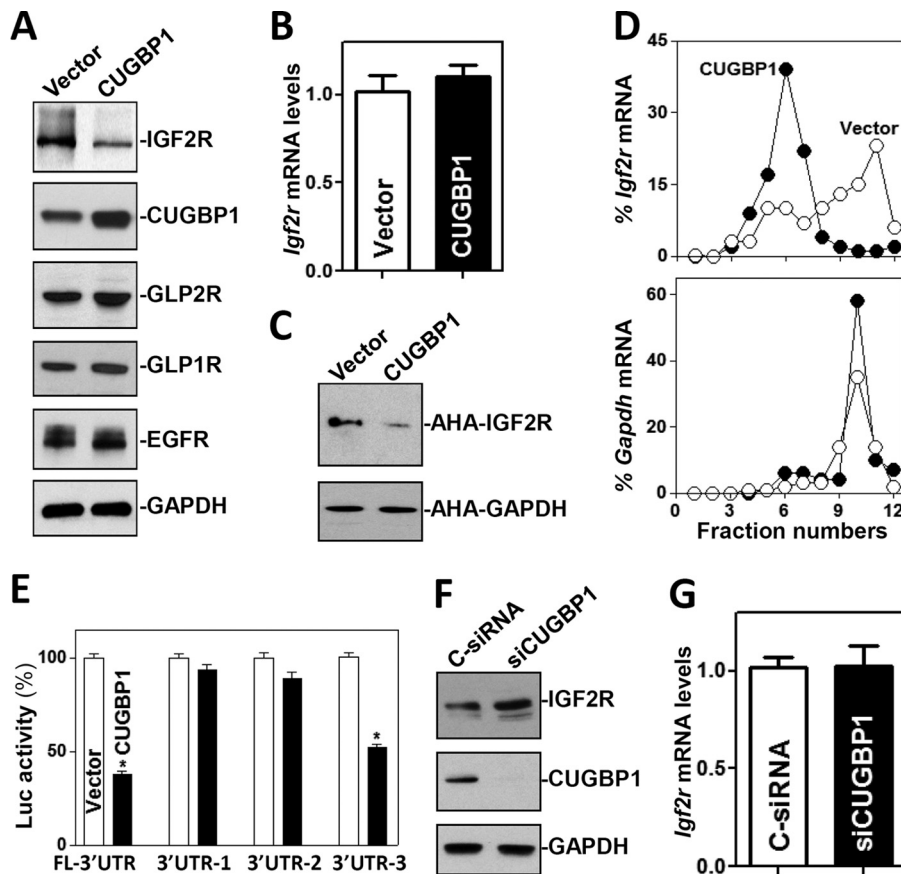 A
Vector
CUGBP1
-IGF2R
-CUGBP1
-GLP2R
-GLP1R
-EGFR
-GAPDH
B
Igf2r mRNA levels
1.0
0.5
0.0
Vector
CUGBP1
C
Vector
CUGBP1
-AHA-IGF2R
-AHA-GAPDH
D
% Igf2r mRNA
45
30
15
0
CUGBP1
Vector
% Gapdh mRNA
60
40
20
0
0 3 6 9 12
Fraction numbers
E
Luc activity (%)
100
50
0
Vector
* CUGBP1
*
FL-3'UTR 3'UTR-1 3'UTR-2 3'UTR-3
F
C-siRNA
siCUGBP1
-IGF2R
-CUGBP1
-GAPDH
G
Igf2r mRNA levels
1.0
0.5
0.0
C-siRNA
siCUGBP1